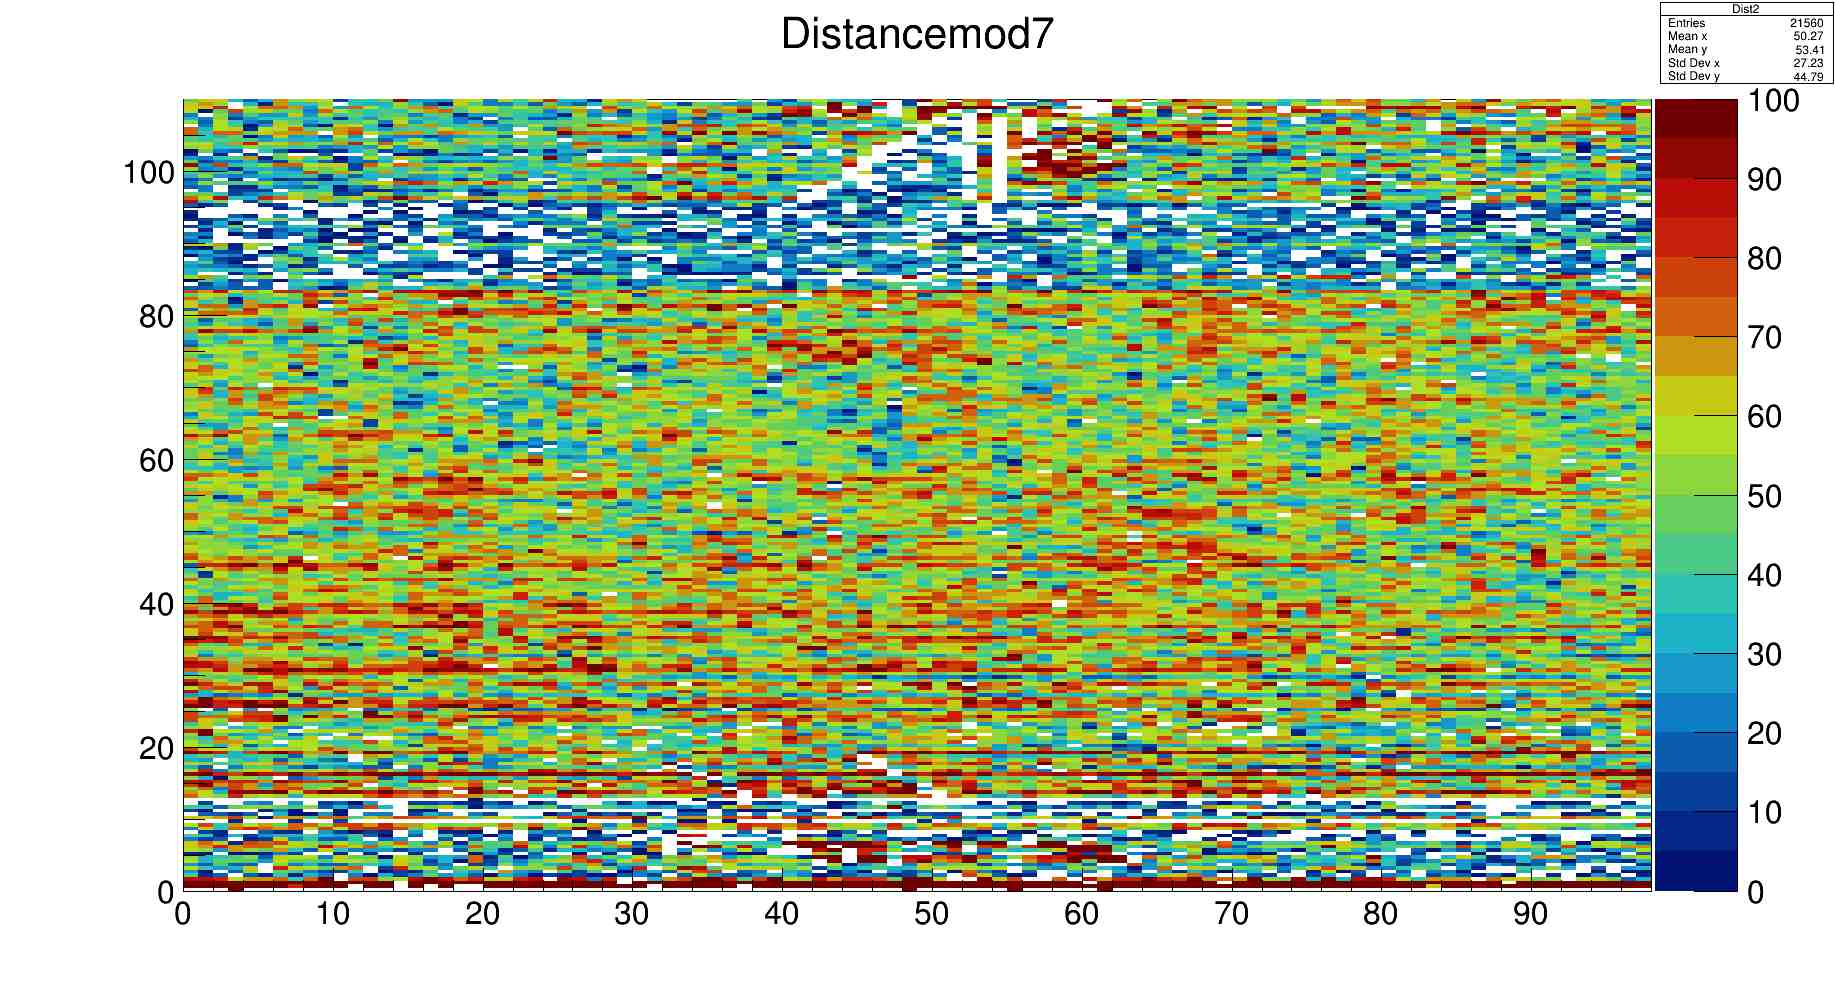 Distancemod7
Dist2
Entries 21560
Mean x 50.27
Mean y 53.41
Std Dev x 27.23
Std Dev y 44.79
100
80
60
40
20
0
0 10 20 30 40 50 60 70 80 90
100
90
80
70
60
50
40
30
20
10
0